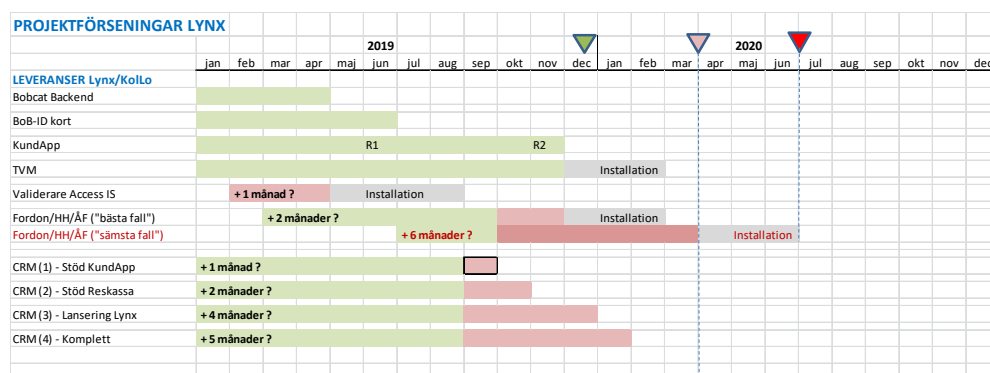 PROJEKTFÖRSENINGAR LYNX
2019 2020
jan feb mar apr maj jun jul aug sep okt nov dec jan feb mar apr maj jun jul aug sep okt nov dec
LEVERANSER Lynx/KolLo
Bobcat Backend
BoB-ID kort
KundApp R1 R2
TVM Installation
Validerare Access IS + 1 månad ? Installation
Fordon/HH/ÅF ("bästa fall") + 2 månader ? Installation
Fordon/HH/ÅF ("sämsta fall") + 6 månader ? Installation
CRM (1) - Stöd KundApp + 1 månad ?
CRM (2) - Stöd Reskassa + 2 månader ?
CRM (3) - Lansering Lynx + 4 månader ?
CRM (4) - Komplett + 5 månader ?